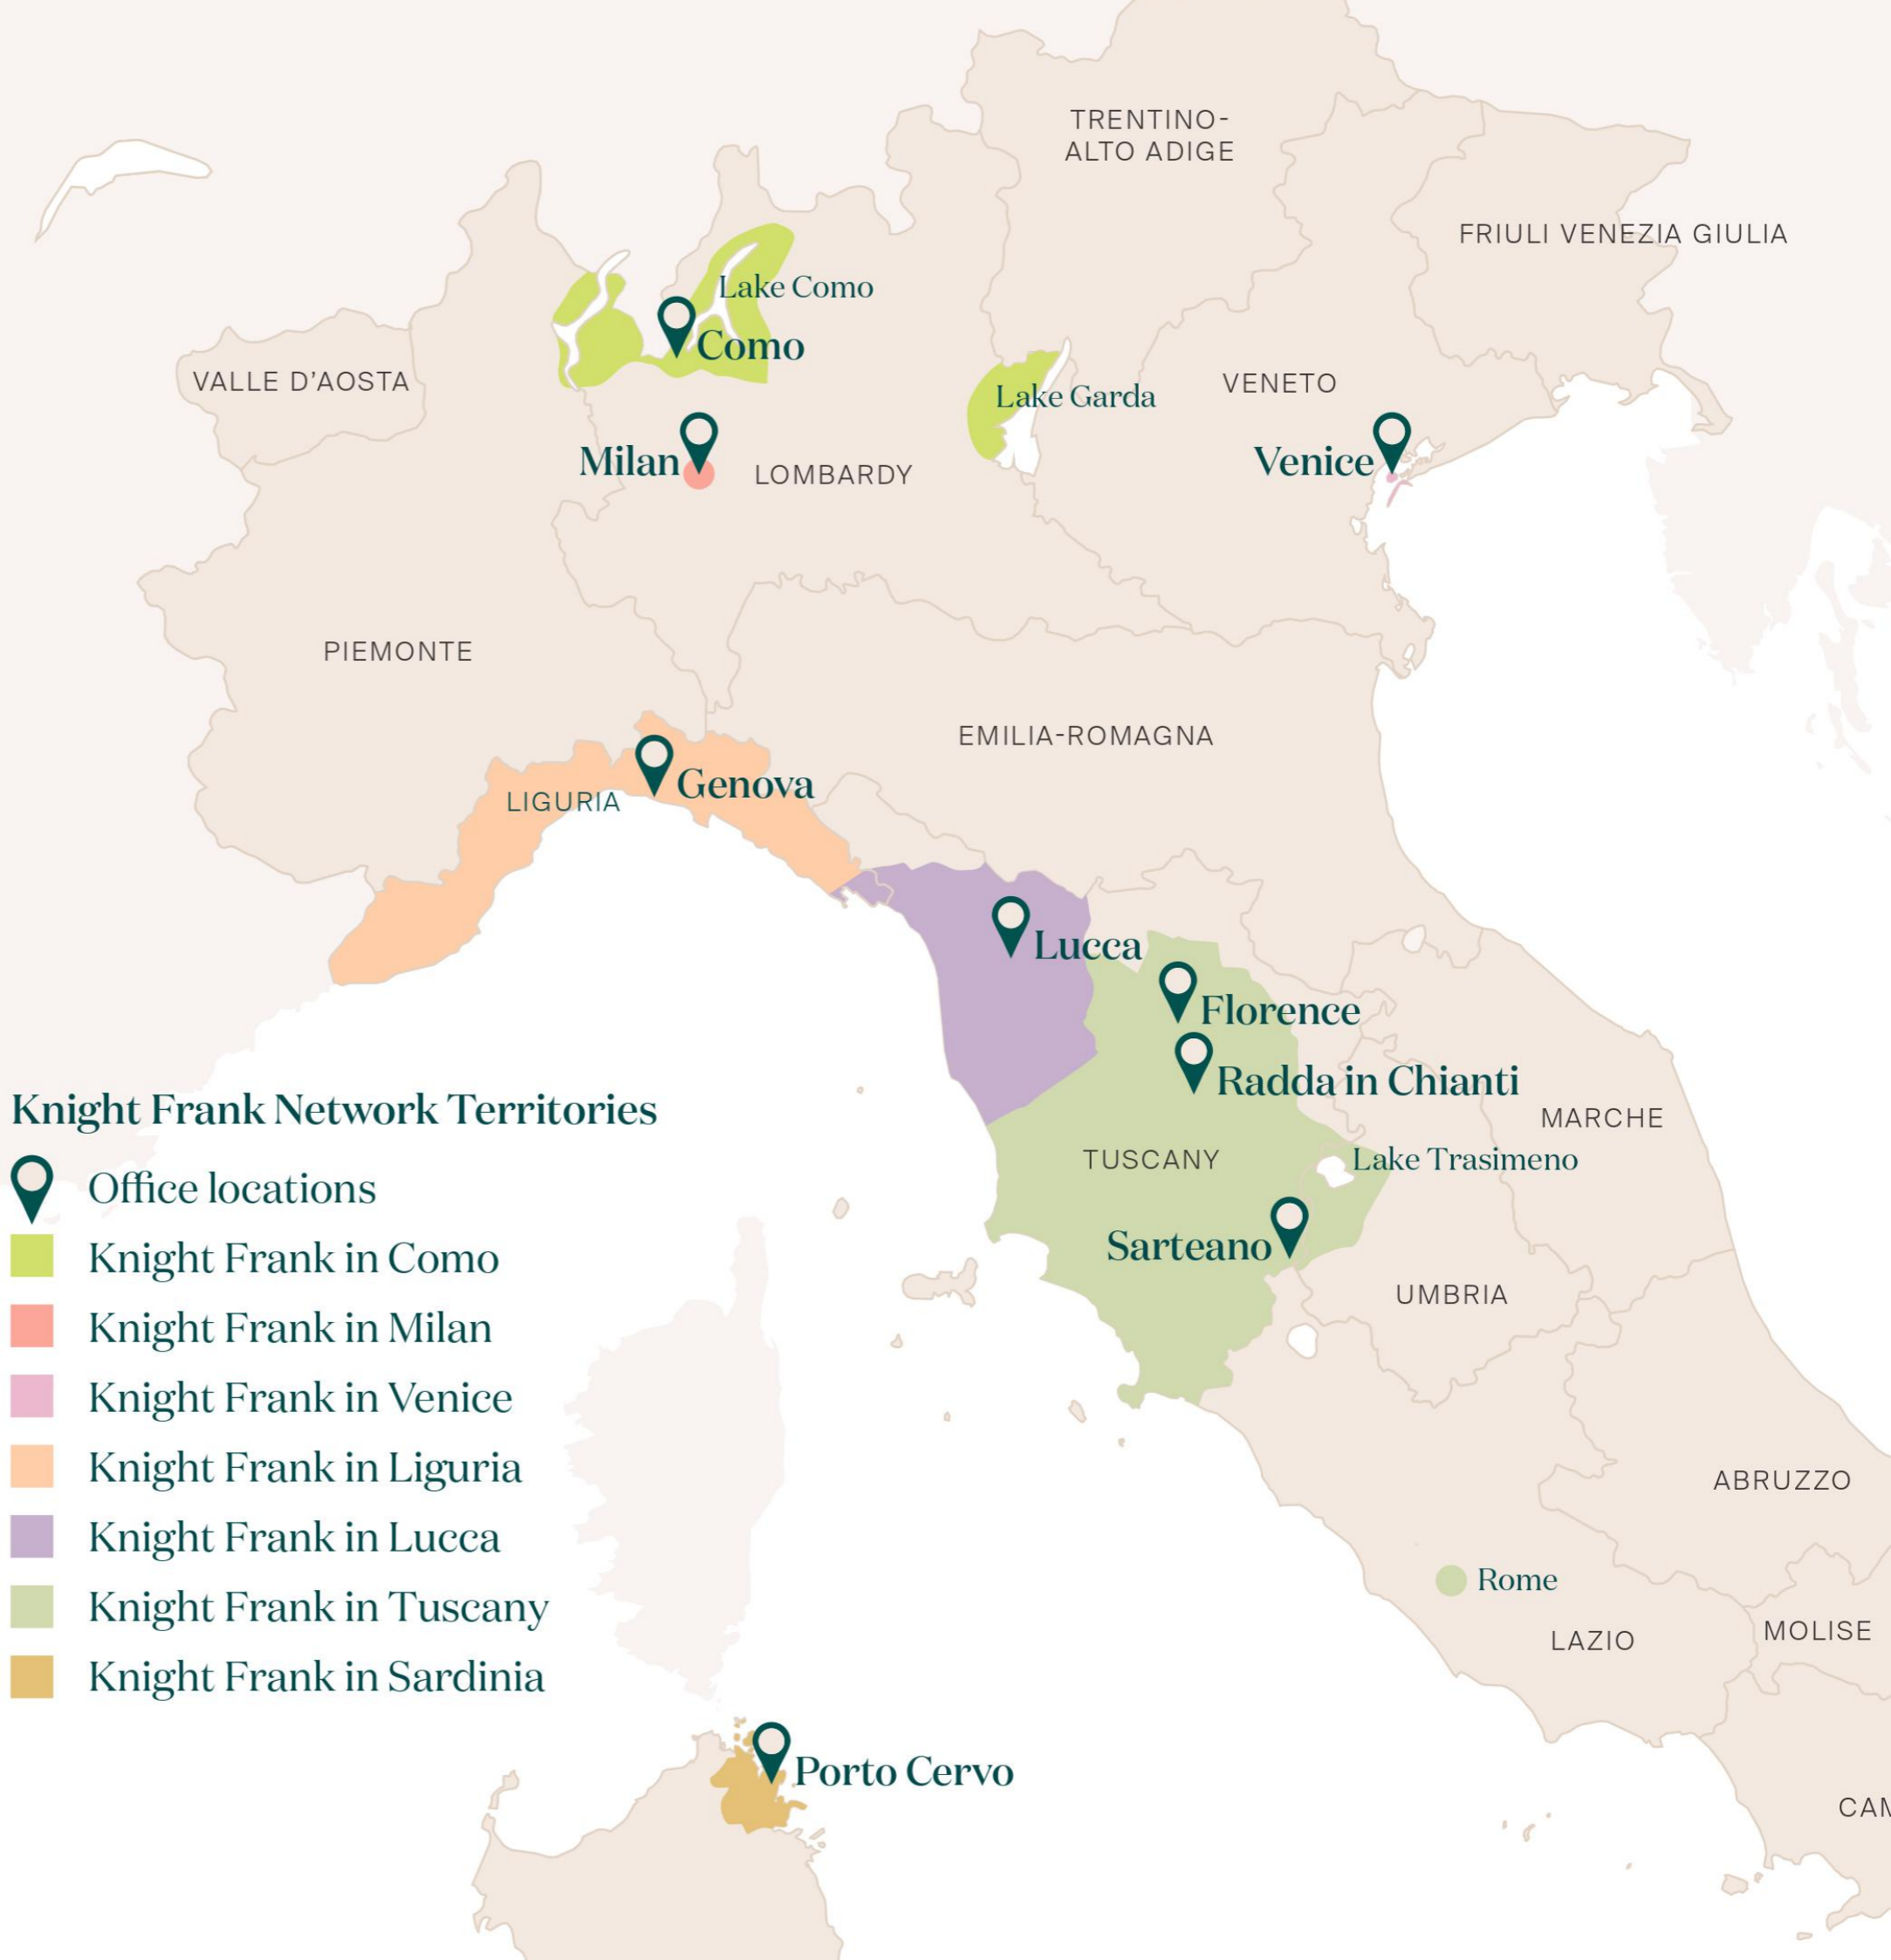 TRENTINO-
ALTO ADIGE
FRIULI VENEZIA GIULIA
Lake Como
Como
VALLE D'AOSTA
Lake Garda
VENETO
Milan
LOMBARDY
Venice
PIEMONTE
EMILIA-ROMAGNA
Genova
LIGURIA
Lucca
Florence
Radda in Chianti
MARCHE
TUSCANY
Lake Trasimeno
Sarteano
UMBRIA
ABRUZZO
Rome
LAZIO
MOLISE
Porto Cervo
CAM
Knight Frank Network Territories
Office locations
Knight Frank in Como
Knight Frank in Milan
Knight Frank in Venice
Knight Frank in Liguria
Knight Frank in Lucca
Knight Frank in Tuscany
Knight Frank in Sardinia